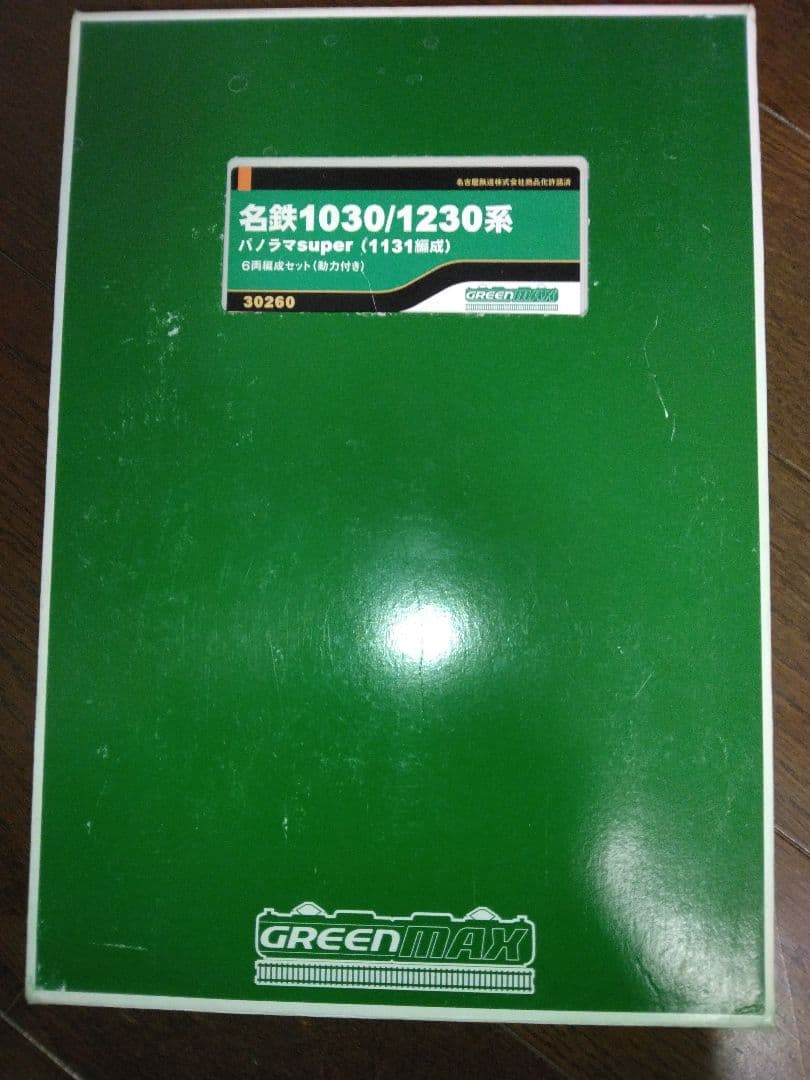 名古屋鉄道株式会社商品化許諾済
名鉄1030/1230系
パノラマsuper（1131編成）
6両編成セット（動力付き）
30260
GREENMAX
GREENMAX